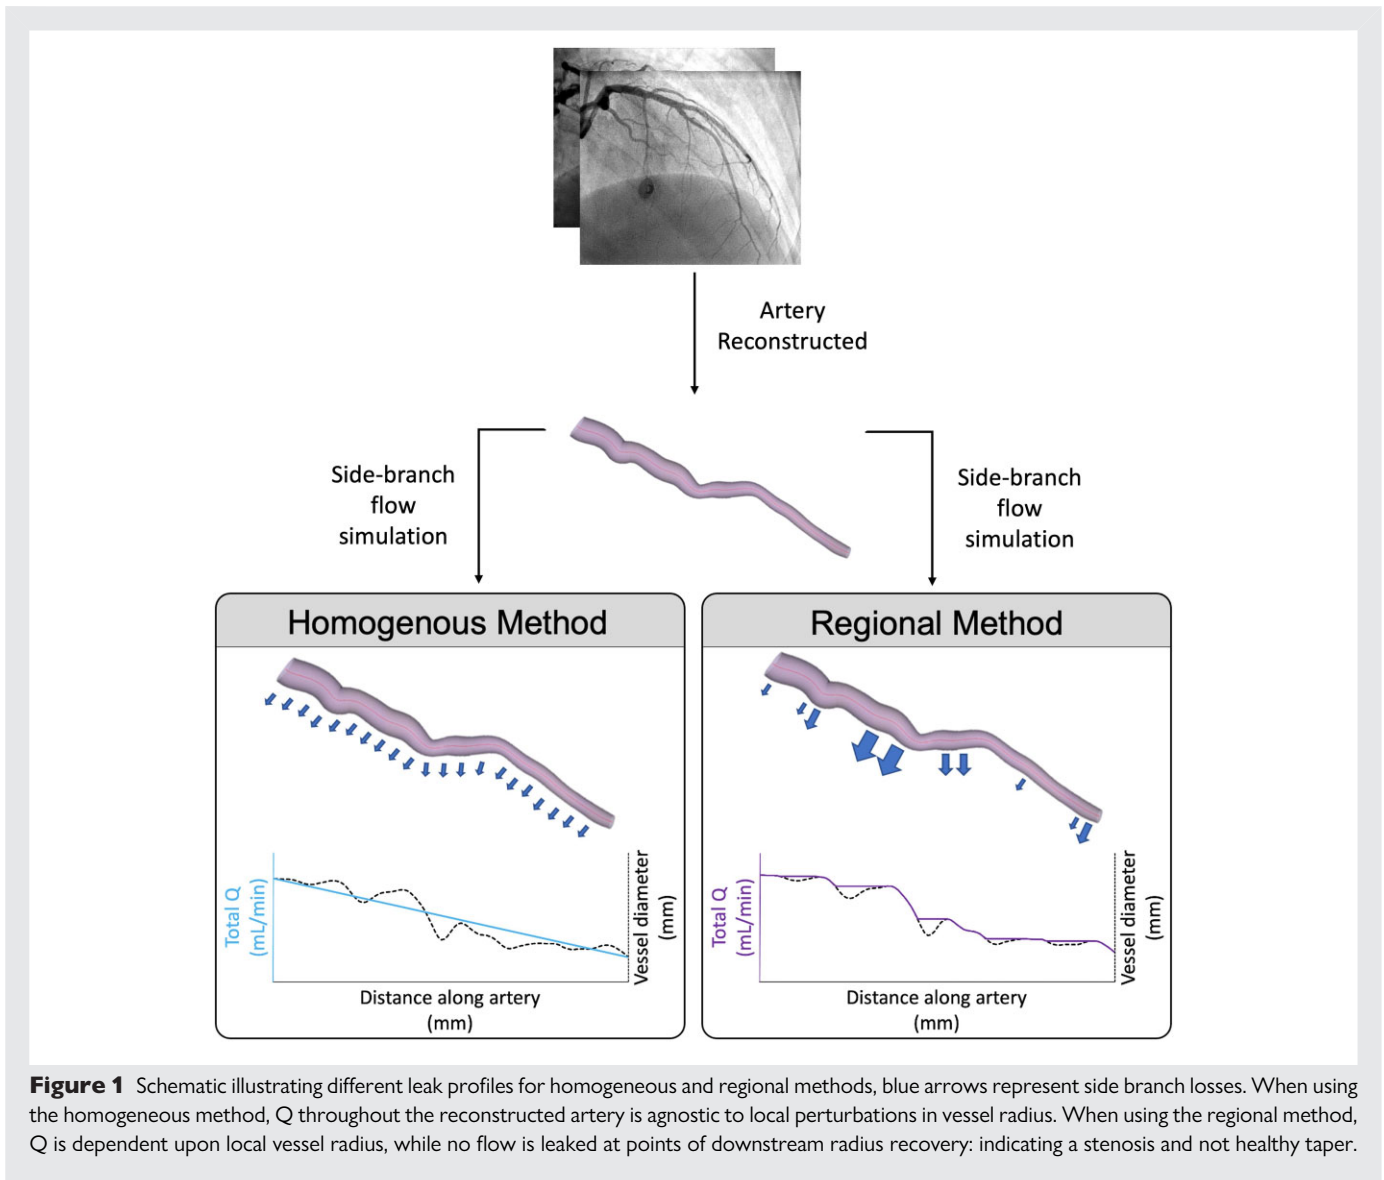 Artery
Reconstructed
Side-branch
flow
simulation
Side-branch
flow
simulation
Homogenous Method
Total Q
(mL/min)
Vessel diameter
(mm)
Distance along artery
(mm)
Regional Method
Total Q
(mL/min)
Vessel diameter
(mm)
Distance along artery
(mm)
Figure 1 Schematic illustrating different leak profiles for homogeneous and regional methods, blue arrows represent side branch losses. When using
the homogeneous method, Q throughout the reconstructed artery is agnostic to local perturbations in vessel radius. When using the regional method,
Q is dependent upon local vessel radius, while no flow is leaked at points of downstream radius recovery: indicating a stenosis and not healthy taper.